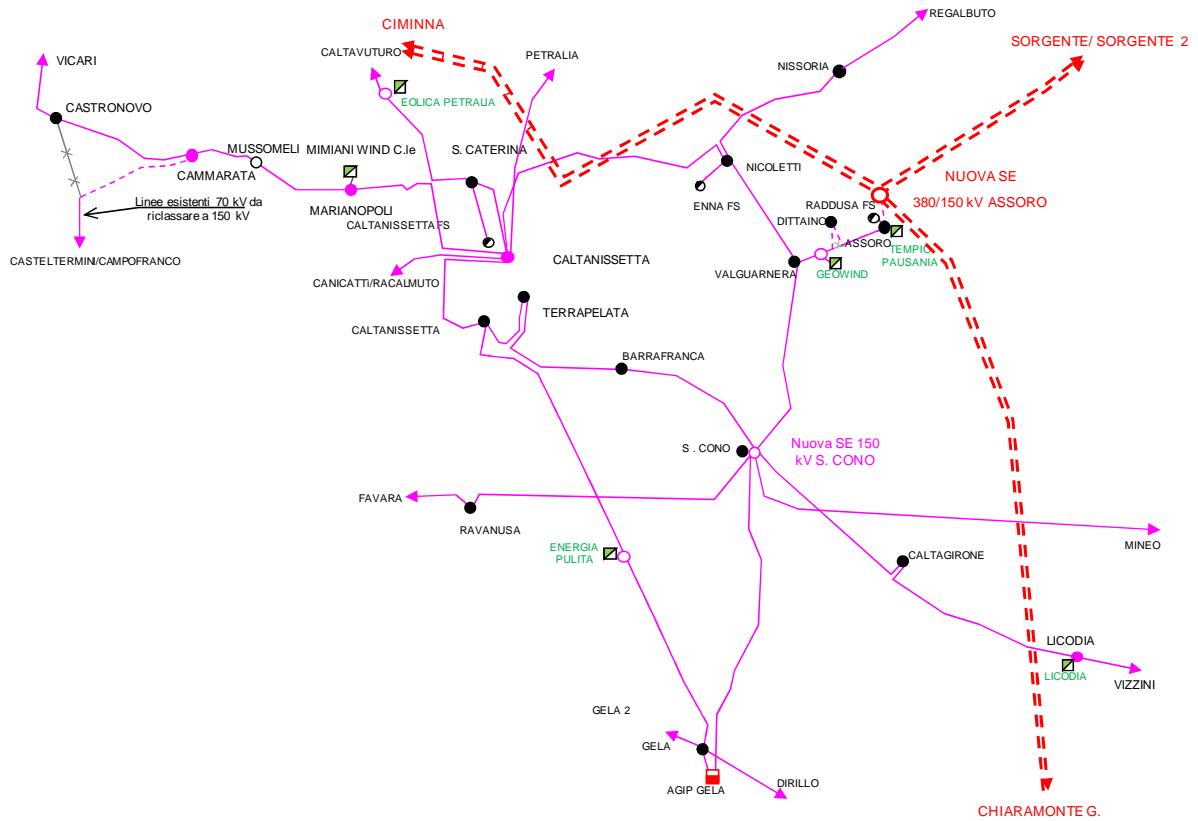 REGALBUTO
CIMINNA
SORGENTE/ SORGENTE 2
CALTAVUTURO
PETRALIA
VICARI
NISSORIA
EOLICA PETRALIA
CASTRONOVO
MUSSOMELI
MIMIANI WIND C.le
S. CATERINA
NICOLETTI
CAMMARATA
NUOVA SE
380/150 kV ASSORO
RADDUSA FS
ENNA FS
Linee esistenti 70 kV da
riclassare a 150 kV
MARIANOPOLI
CALTANISSETTA FS
DITTAINO
ASSORO
TEMPIO
PAUSANIA
CASTELTERMINI/CAMPOFRANCO
CALTANISSETTA
VALGUARNERA
GEOWIND
CANICATTI/RACALMUTO
TERRAPELATA
CALTANISSETTA
BARRAFRANCA
S . CONO
Nuova SE 150
kV S. CONO
FAVARA
RAVANUSA
MINEO
ENERGIA
PULITA
CALTAGIRONE
LICODIA
LICODIA
VIZZINI
GELA 2
GELA
DIRILLO
AGIP GELA
CHIARAMONTE G.